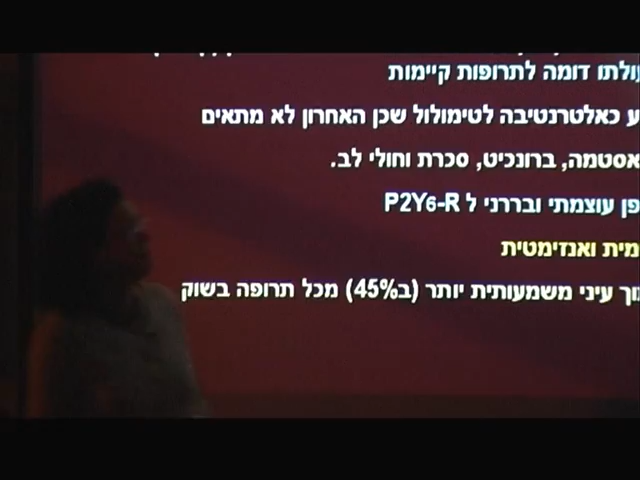 ולתו דומה לתרופות קיימות
ע כאלטרנטיבה לטימולול שכן האחרון לא מתאים
אסטמה, ברונכיט, סכרת וחולי לב.
פן עוצמתי ובררני ל P2Y6-R
מית ואנזימטית
וך עיני משמעותית יותר (ב45%) מכל תרופה בשוק